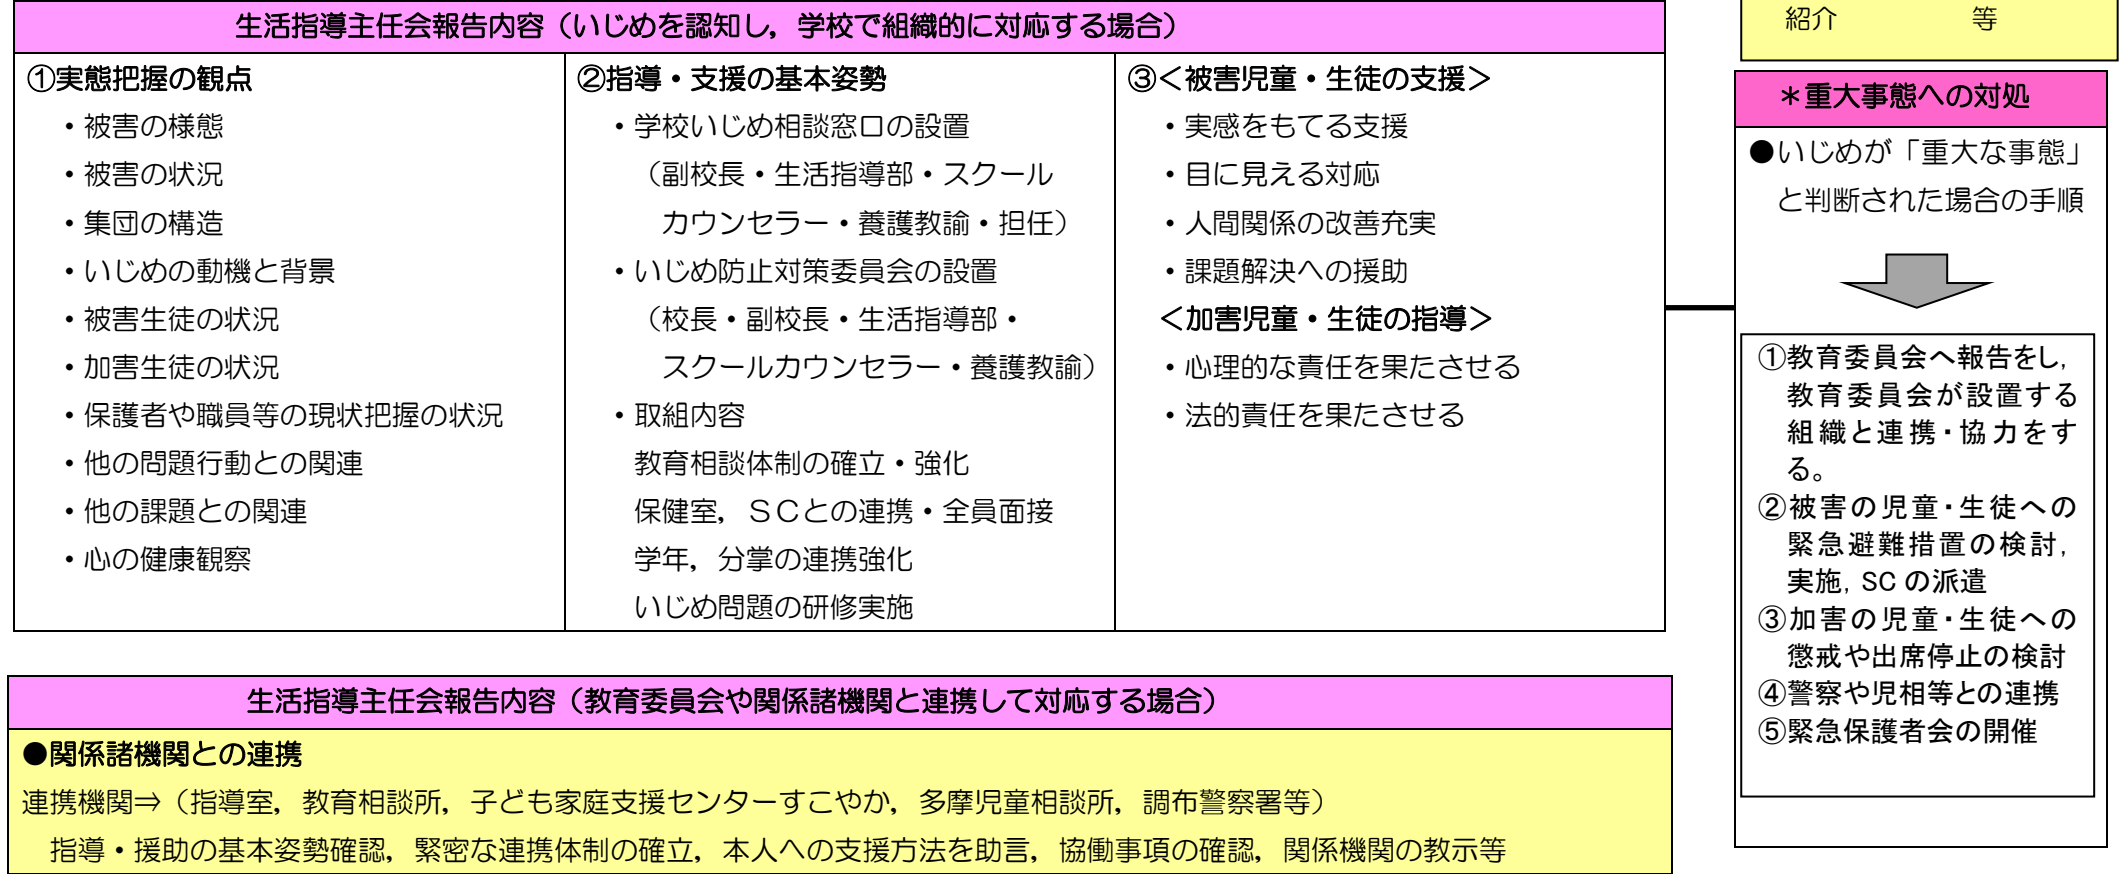 生活指導主任会報告内容（いじめを認知し，学校で組織的に対応する場合）
①実態把握の観点
・被害の様態
・被害の状況
・集団の構造
・いじめの動機と背景
・被害生徒の状況
・加害生徒の状況
・保護者や職員等の現状把握の状況
・他の問題行動との関連
・他の課題との関連
・心の健康観察
②指導・支援の基本姿勢
・学校いじめ相談窓口の設置
（副校長・生活指導部・スクール
カウンセラー・養護教諭・担任）
・いじめ防止対策委員会の設置
（校長・副校長・生活指導部・
スクールカウンセラー・養護教諭）
・取組内容
教育相談体制の確立・強化
保健室，ＳＣとの連携・全員面接
学年，分掌の連携強化
いじめ問題の研修実施
③＜被害児童・生徒の支援＞
・実感をもてる支援
・目に見える対応
・人間関係の改善充実
・課題解決への援助
＜加害児童・生徒の指導＞
・心理的な責任を果たさせる
・法的責任を果たさせる
紹介　　　　　等
＊重大事態への対処
●いじめが「重大な事態」
と判断された場合の手順
①教育委員会へ報告をし，
教育委員会が設置する
組織と連携・協力をす
る。
②被害の児童・生徒への
緊急避難措置の検討，
実施，SCの派遣
③加害の児童・生徒への
懲戒や出席停止の検討
④警察や児相等との連携
⑤緊急保護者会の開催
生活指導主任会報告内容（教育委員会や関係諸機関と連携して対応する場合）
●関係諸機関との連携
連携機関⇒（指導室，教育相談所，子ども家庭支援センターすこやか，多摩児童相談所，調布警察署等）
指導・援助の基本姿勢確認，緊密な連携体制の確立，本人への支援方法を助言，協働事項の確認，関係機関の教示等